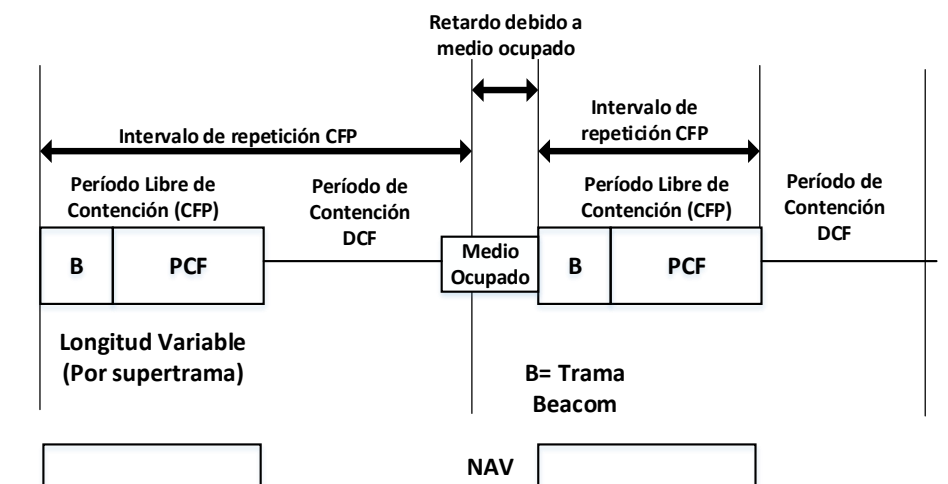 Retardo debido a
medio ocupado
Intervalo de repetición CFP
Intervalo de
repetición CFP
Período Libre de
Contención (CFP)
Período de
Contención
DCF
Período Libre de
Contención (CFP)
Período de
Contención
DCF
B
PCF
Medio
Ocupado
B
PCF
Longitud Variable
(Por supertrama)
B= Trama
Beacom
NAV